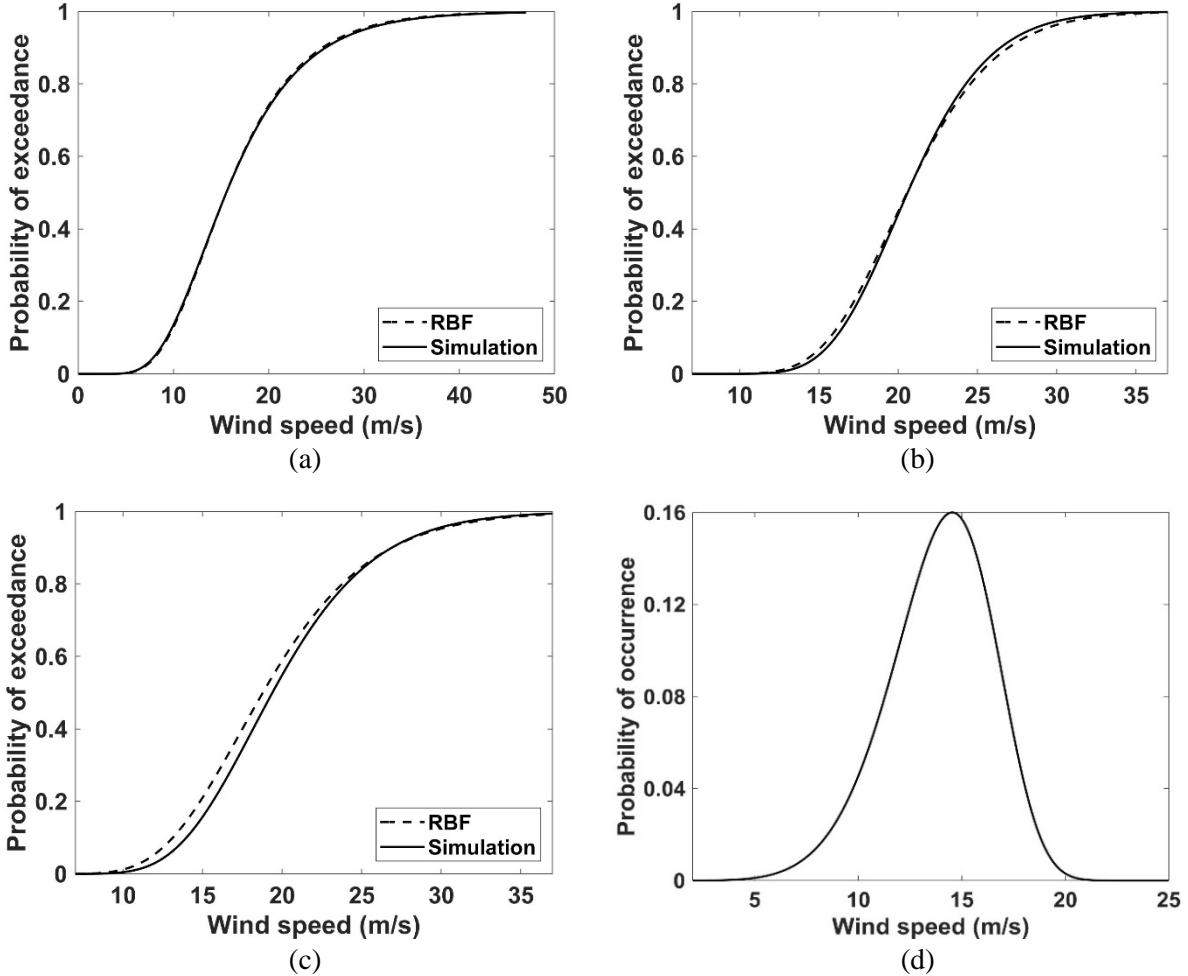 Probability of exceedance
1
0.8
0.6
0.4
0.2
0
RBF
Simulation
0 10 20 30 40 50
Wind speed (m/s)
(a)
Probability of exceedance
1
0.8
0.6
0.4
0.2
0
RBF
Simulation
10 15 20 25 30 35
Wind speed (m/s)
(b)
Probability of exceedance
1
0.8
0.6
0.4
0.2
0
RBF
Simulation
10 15 20 25 30 35
Wind speed (m/s)
(c)
Probability of occurrence
0.16
0.12
0.08
0.04
0
5 10 15 20 25
Wind speed (m/s)
(d)